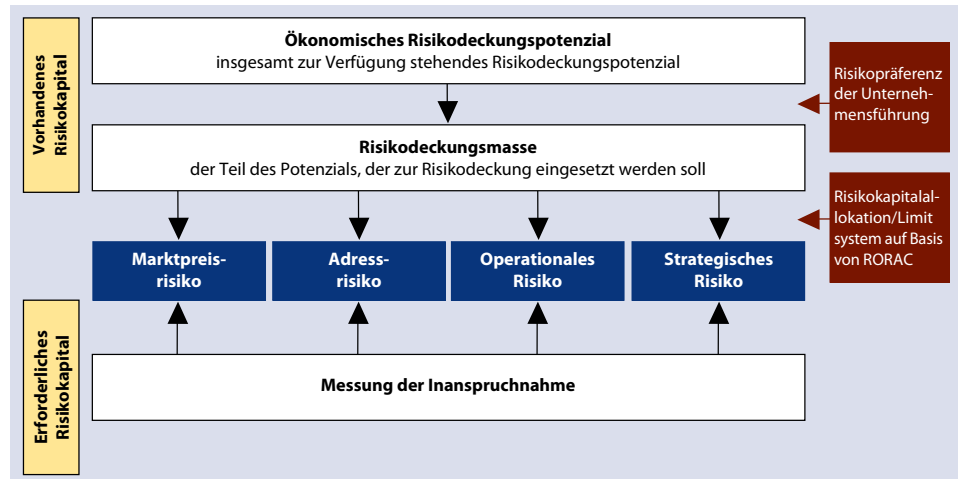 Vorhandenes
Risikokapital
Ökonomisches Risikodeckungspotenzial
insgesamt zur Verfügung stehendes Risikodeckungspotenzial
Risikopräferenz
der Unterneh-
mensführung
Risikodeckungsmasse
der Teil des Potenzials, der zur Risikodeckung eingesetzt werden soll
Risikokapitalal-
lokation/Limit
system auf Basis
von RORAC
Marktpreis-
risiko
Adress-
risiko
Operationales
Risiko
Strategisches
Risiko
Erforderliches
Risikokapital
Messung der Inanspruchnahme